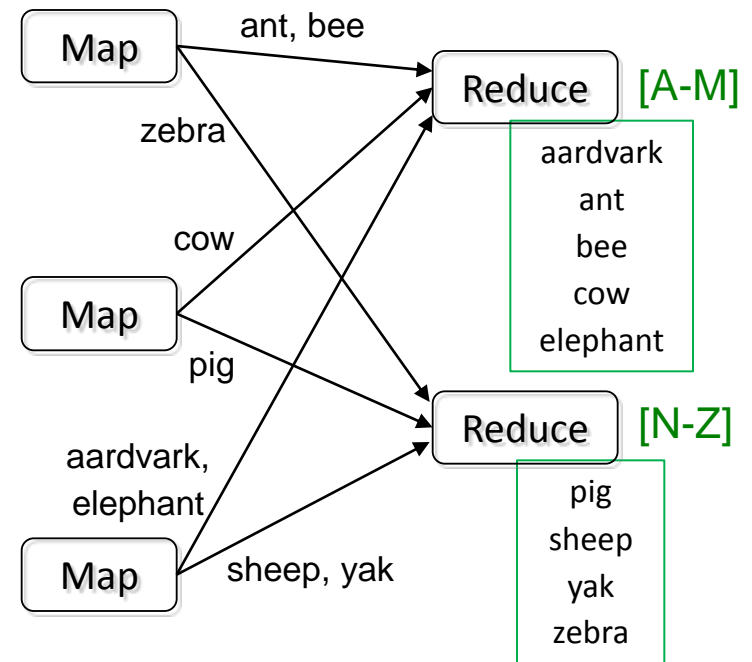 ant, bee
Map
Reduce
[A-M]
zebra
aardvark
ant
bee
cow
elephant
cow
Map
pig
Reduce
[N-Z]
aardvark,
elephant
pig
sheep
yak
zebra
Map
sheep, yak